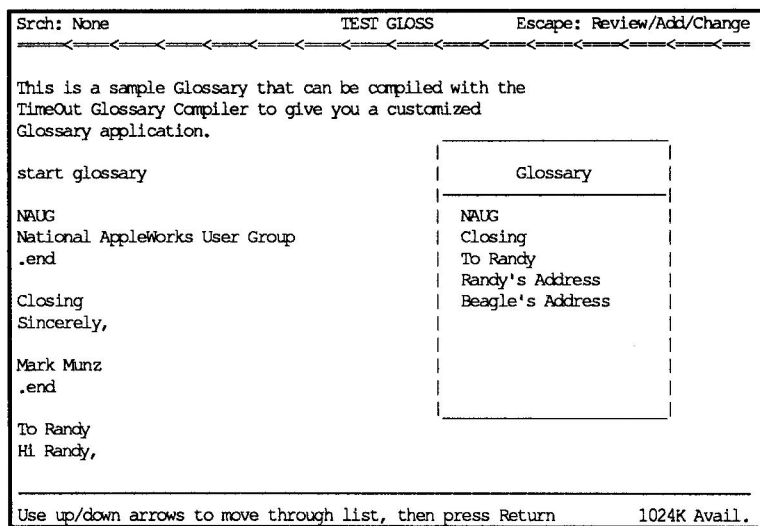 Srch: None TEST GLOSS Escape: Review/Add/Change
=====<====<====<====<====<====<====<====<====<====<====<====<====<====<===
This is a sample Glossary that can be compiled with the
TimeOut Glossary Compiler to give you a customized
Glossary application.
start glossary
NAUG
National AppleWorks User Group
.end
Closing
Sincerely,
Mark Munz
.end
To Randy
Hi Randy,
Glossary
NAUG
Closing
To Randy
Randy's Address
Beagle's Address
Use up/down arrows to move through list, then press Return 1024K Avail.